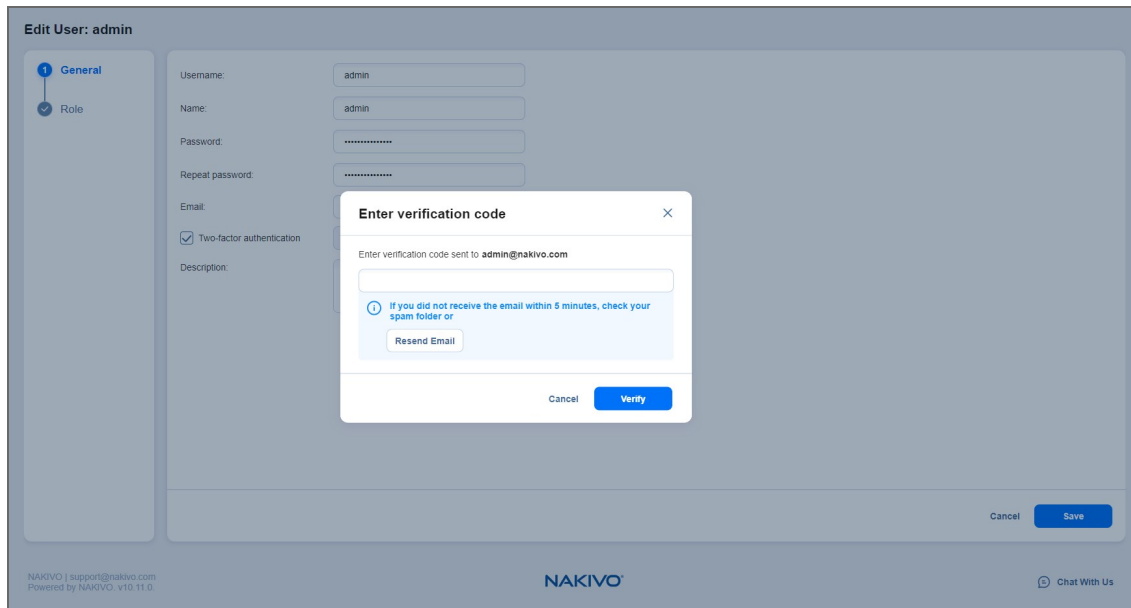 Edit User: admin
1 General
Role
Username: admin
Name: admin
Password: •••••••••••••••
Repeat password: •••••••••••••••
Email:
Two-factor authentication
Description:
Enter verification code
Enter verification code sent to admin@nakivo.com
If you did not receive the email within 5 minutes, check your
spam folder or
Resend Email
Cancel Verify
Cancel Save
NAKIVO | support@nakivo.com
Powered by NAKIVO. v10.11.0.
NAKIVO®
Chat With Us